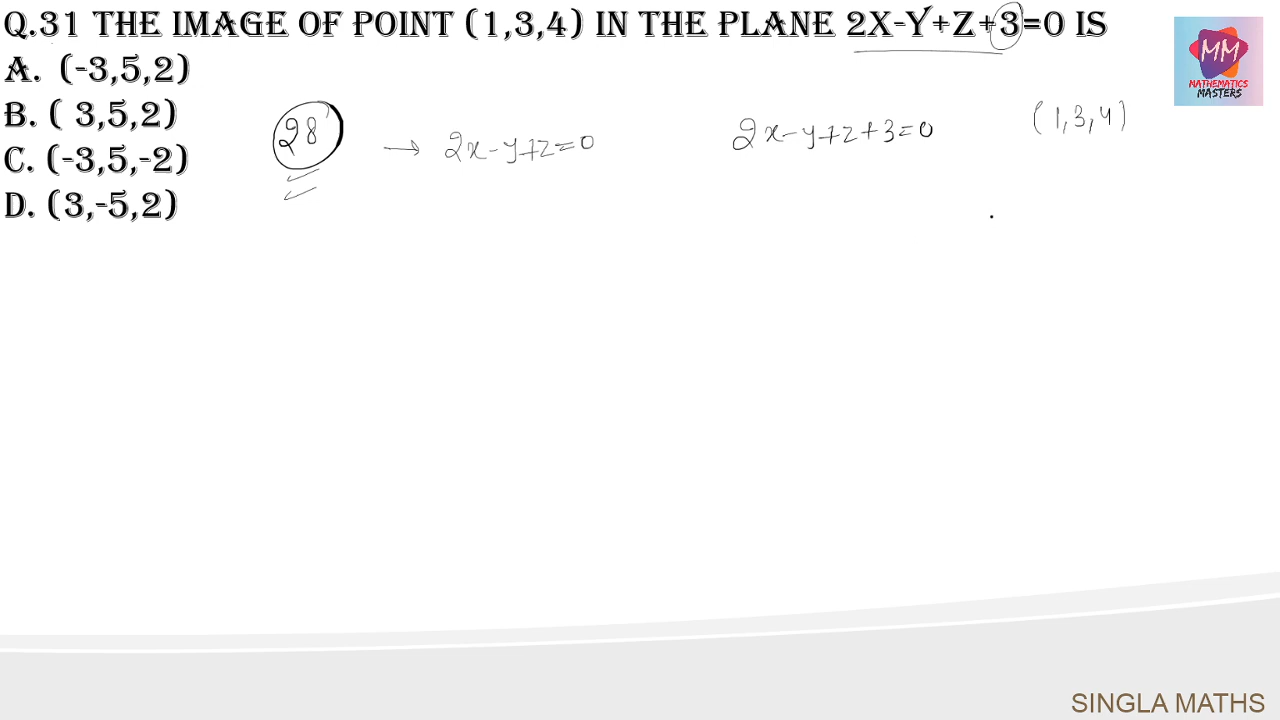 Q.31 THE IMAGE OF POINT (1,3,4) IN THE PLANE 2X-Y+Z+3=0 IS
A. (-3,5,2)
B. ( 3,5,2)
C. (-3,5,-2)
D. (3,-5,2)
28
→ 2x-y+z=0
2x-y+z+3=0
(1,3,4)
MM
MATHEMATICS
MASTERS
SINGLA MATHS